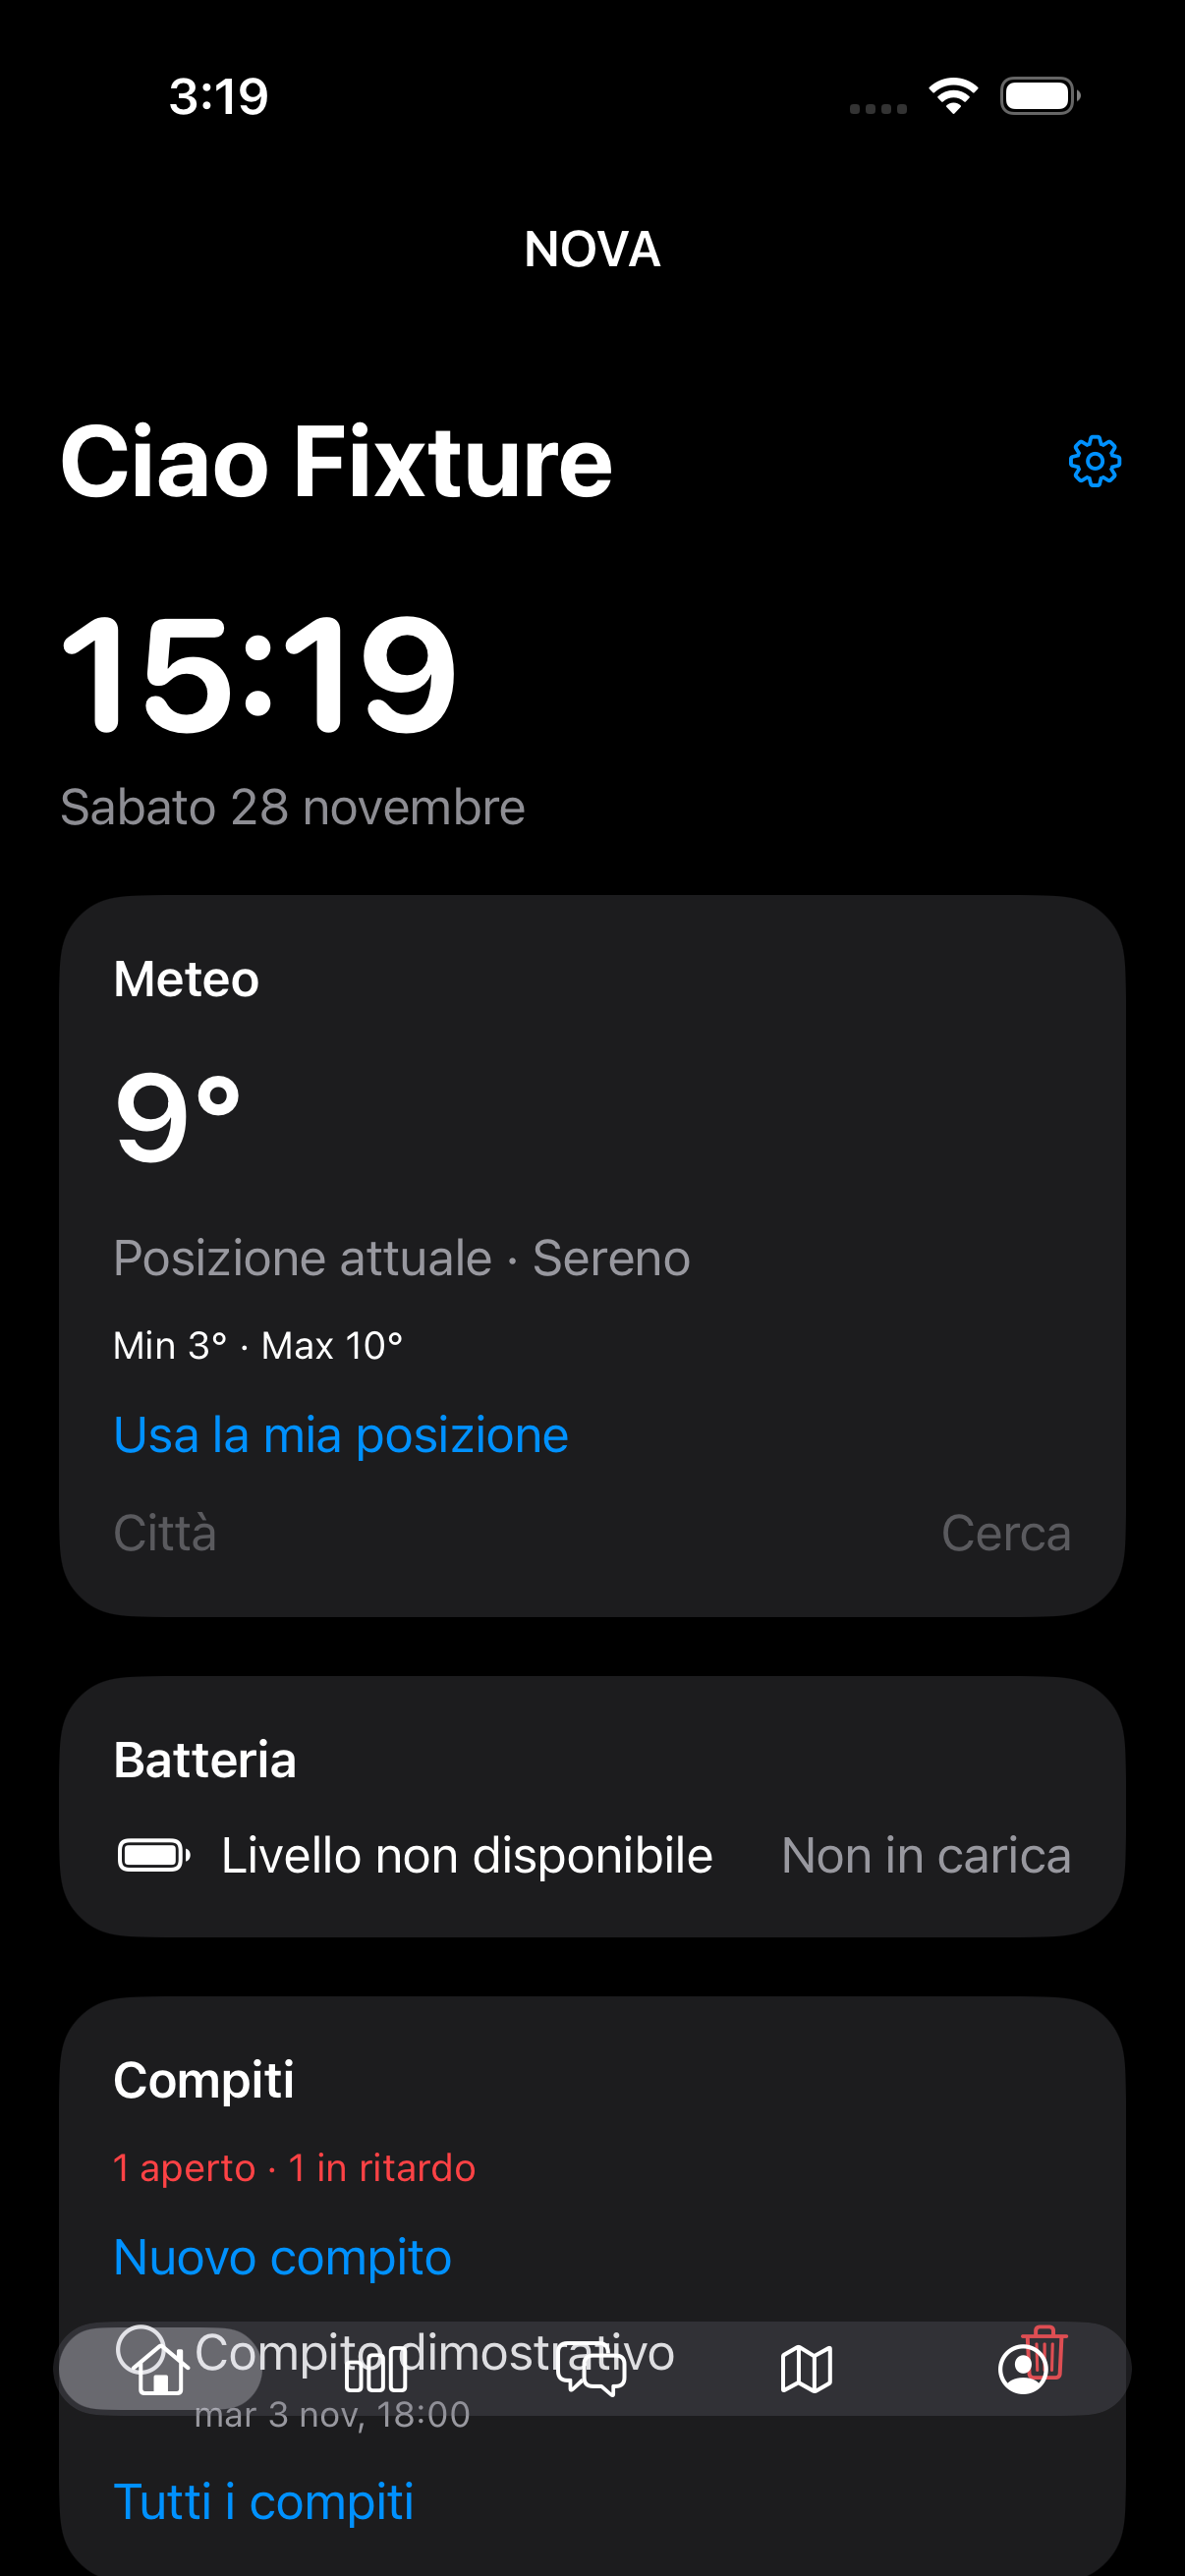 3:19
NOVA
Ciao Fixture
15:19
Sabato 28 novembre
Meteo
9°
Posizione attuale · Sereno
Min 3° · Max 10°
Usa la mia posizione
Città Cerca
Batteria
Livello non disponibile Non in carica
Compiti
1 aperto · 1 in ritardo
Nuovo compito
Compito dimostrativo
mar 3 nov, 18:00
Tutti i compiti